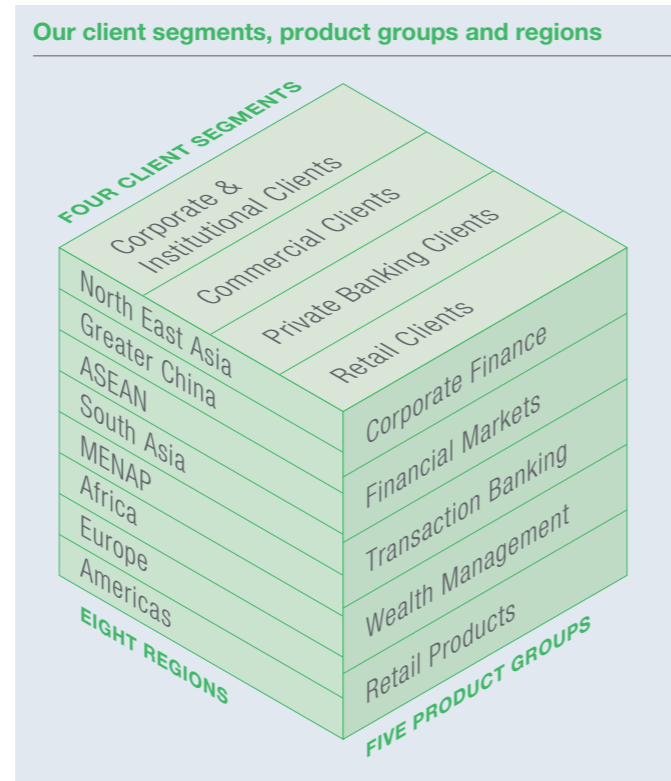 Our client segments, product groups and regions
FOUR CLIENT SEGMENTS
Corporate &
Institutional Clients
Commercial Clients
Private Banking Clients
Retail Clients
North East Asia
Greater China
ASEAN
South Asia
MENAP
Africa
Europe
Americas
EIGHT REGIONS
Corporate Finance
Financial Markets
Transaction Banking
Wealth Management
Retail Products
FIVE PRODUCT GROUPS